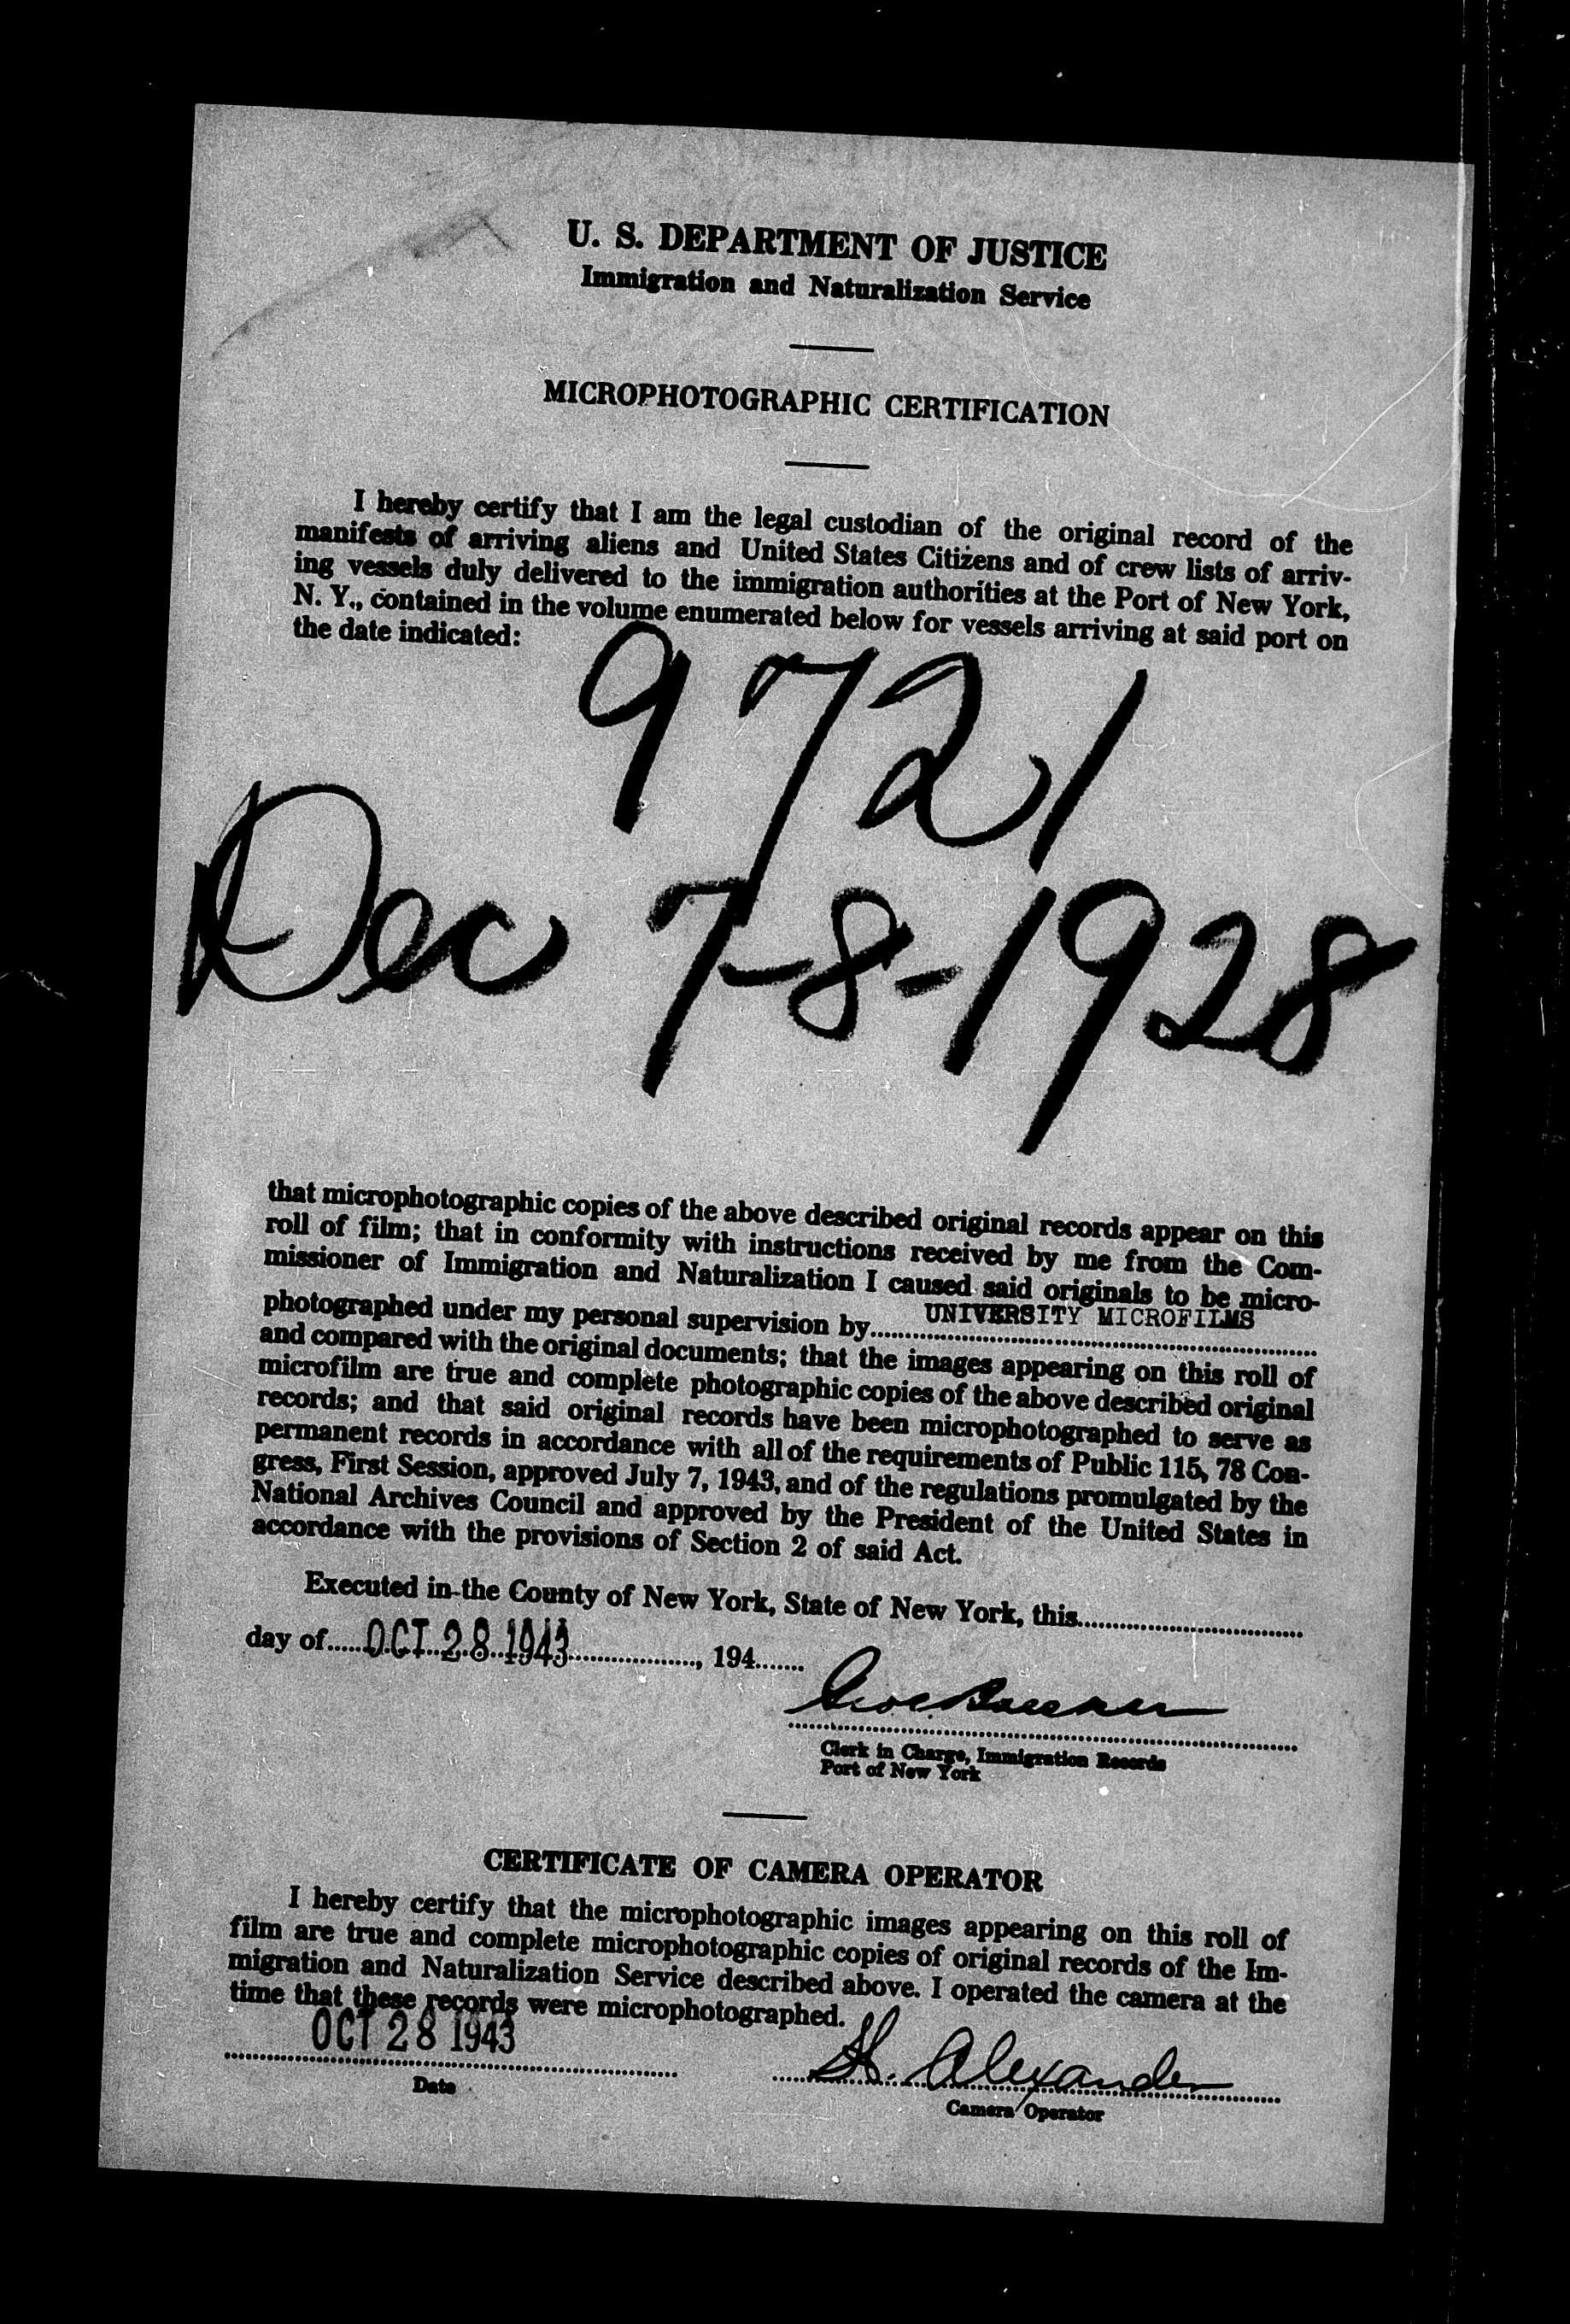 U. S. DEPARTMENT OF JUSTICE
Immigration and Naturalization Service
MICROPHOTOGRAPHIC CERTIFICATION
I hereby certify that I am the legal custodian of the original record of the
manifests of arriving aliens and United States Citizens and of crew lists of arriv-
ing vessels duly delivered to the immigration authorities at the Port of New York,
N. Y., contained in the volume enumerated below for vessels arriving at said port on
the date indicated:
9721
Dec 7-8-1928
that microphotographic copies of the above described original records appear on this
roll of film; that in conformity with instructions received by me from the Com-
missioner of Immigration and Naturalization I caused said originals to be micro-
photographed under my personal supervision by UNIVERSITY MICROFILMS
and compared with the original documents; that the images appearing on this roll of
microfilm are true and complete photographic copies of the above described original
records; and that said original records have been microphotographed to serve as
permanent records in accordance with all of the requirements of Public 115, 78 Con-
gress, First Session, approved July 7, 1943, and of the regulations promulgated by the
National Archives Council and approved by the President of the United States in
accordance with the provisions of Section 2 of said Act.
Executed in the County of New York, State of New York, this
day of OCT 28 1943, 194
Clerk in Charge, Immigration Records
Port of New York
CERTIFICATE OF CAMERA OPERATOR
I hereby certify that the microphotographic images appearing on this roll of
film are true and complete microphotographic copies of original records of the Im-
migration and Naturalization Service described above. I operated the camera at the
time that these records were microphotographed.
OCT 28 1943
H. Alexander
Date
Camera Operator